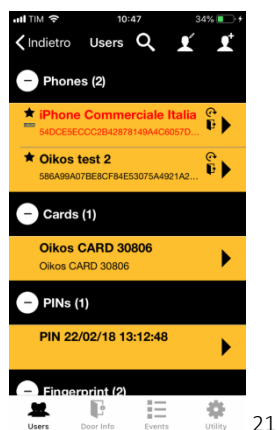 TIM 10:47 34%
Indietro Users
Phones (2)
iPhone Commerciale Italia
54DCE5ECCC2B42878149A4C6057D...
Oikos test 2
586A99A07BE8CF84E53075A4921A2...
Cards (1)
Oikos CARD 30806
Oikos CARD 30806
PINs (1)
PIN 22/02/18 13:12:48
Fingerprint (2)
Users Door Info Events Utility
21